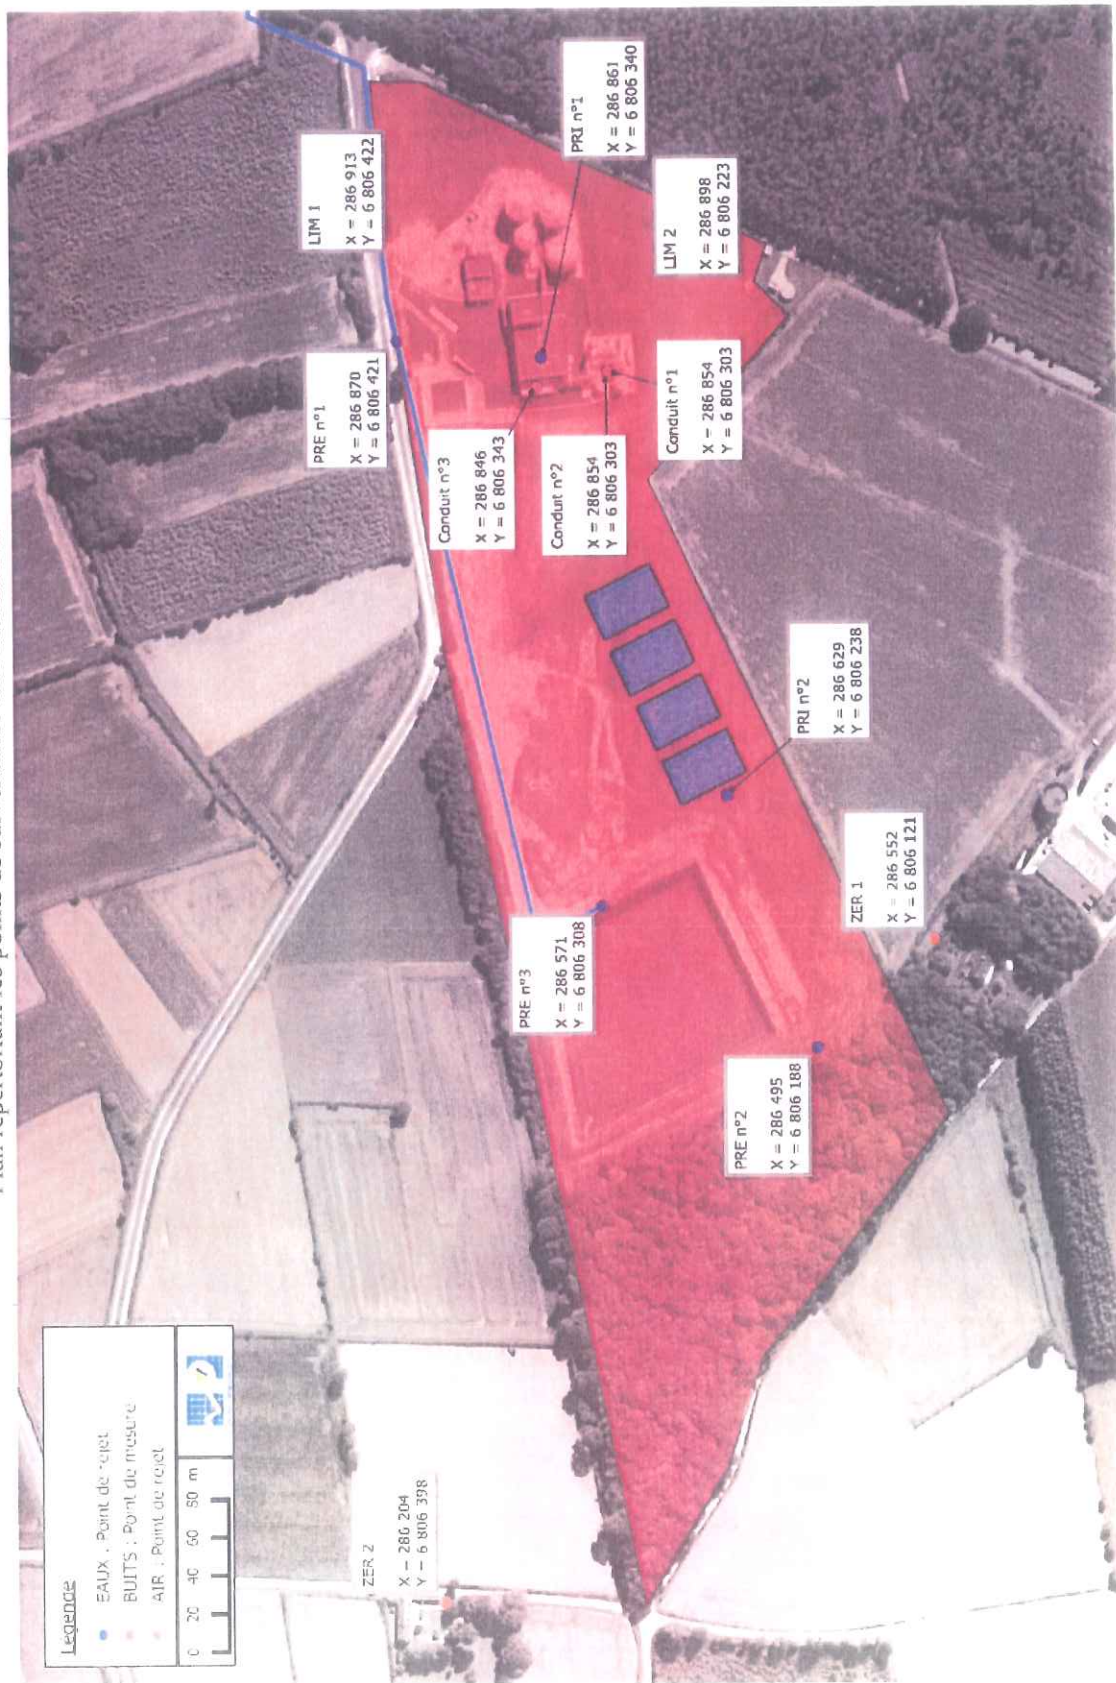 Legende
EAUX : Point de rejet
BUITS : Point de mesure
AIR : Point de rejet
0 20 40 60 80 m
ZER 2
X = 286 204
Y = 6 806 398
PRE n°2
X = 286 495
Y = 6 806 188
PRE n°3
X = 286 571
Y = 6 806 308
ZER 1
X = 286 552
Y = 6 806 121
PRI n°2
X = 286 629
Y = 6 806 238
Conduit n°3
X = 286 846
Y = 6 806 343
Conduit n°2
X = 286 854
Y = 6 806 303
Conduit n°1
X = 286 854
Y = 6 806 303
PRE n°1
X = 286 870
Y = 6 806 421
LIM 1
X = 286 913
Y = 6 806 422
LIM 2
X = 286 898
Y = 6 806 223
PRI n°1
X = 286 861
Y = 6 806 340